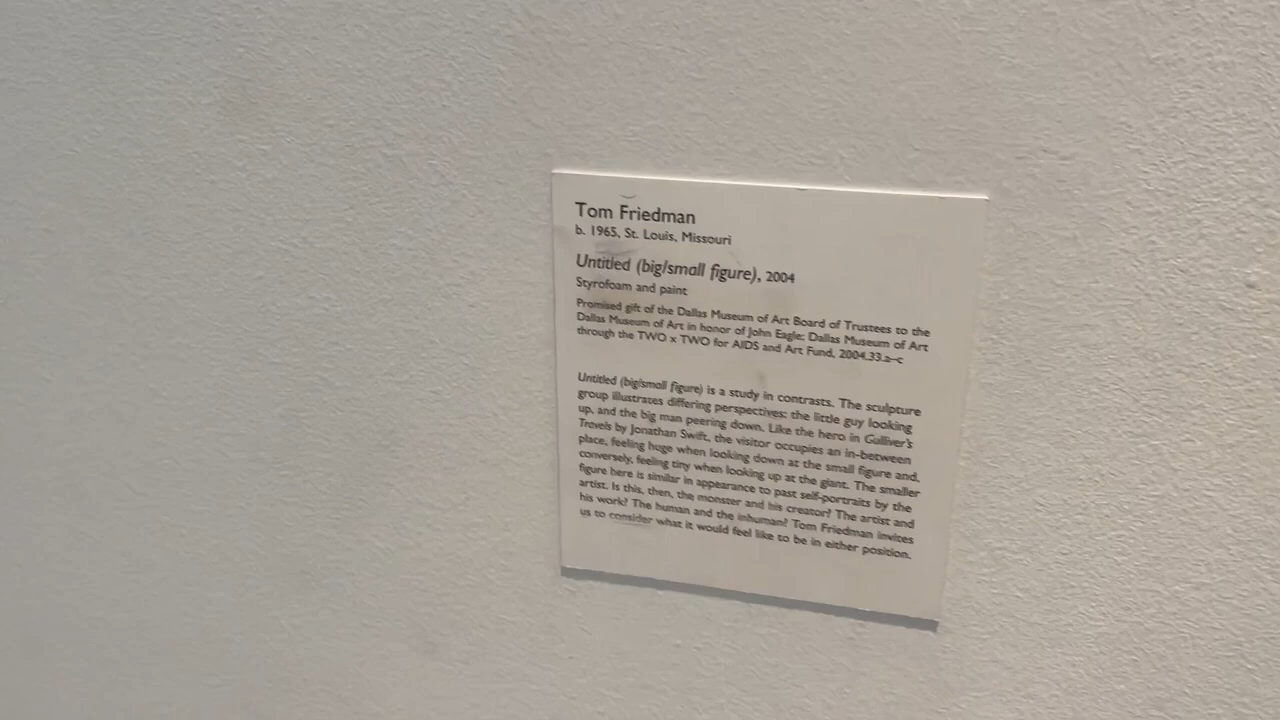 Tom Friedman
b. 1965, St. Louis, Missouri
Untitled (big/small figure), 2004
Styrofoam and paint
Promised gift of the Dallas Museum of Art Board of Trustees to the
Dallas Museum of Art in honor of John Eagle; Dallas Museum of Art
through the TWO x TWO for AIDS and Art Fund, 2004.33.a–c
Untitled (big/small figure) is a study in contrasts. The sculpture
group illustrates differing perspectives: the little guy looking
up, and the big man peering down. Like the hero in Gulliver's
Travels by Jonathan Swift, the visitor occupies an in-between
place, feeling huge when looking down at the small figure and,
conversely, feeling tiny when looking up at the giant. The smaller
figure here is similar in appearance to past self-portraits by the
artist. Is this, then, the monster and his creator? The artist and
his work? The human and the inhuman? Tom Friedman invites
us to consider what it would feel like to be in either position.